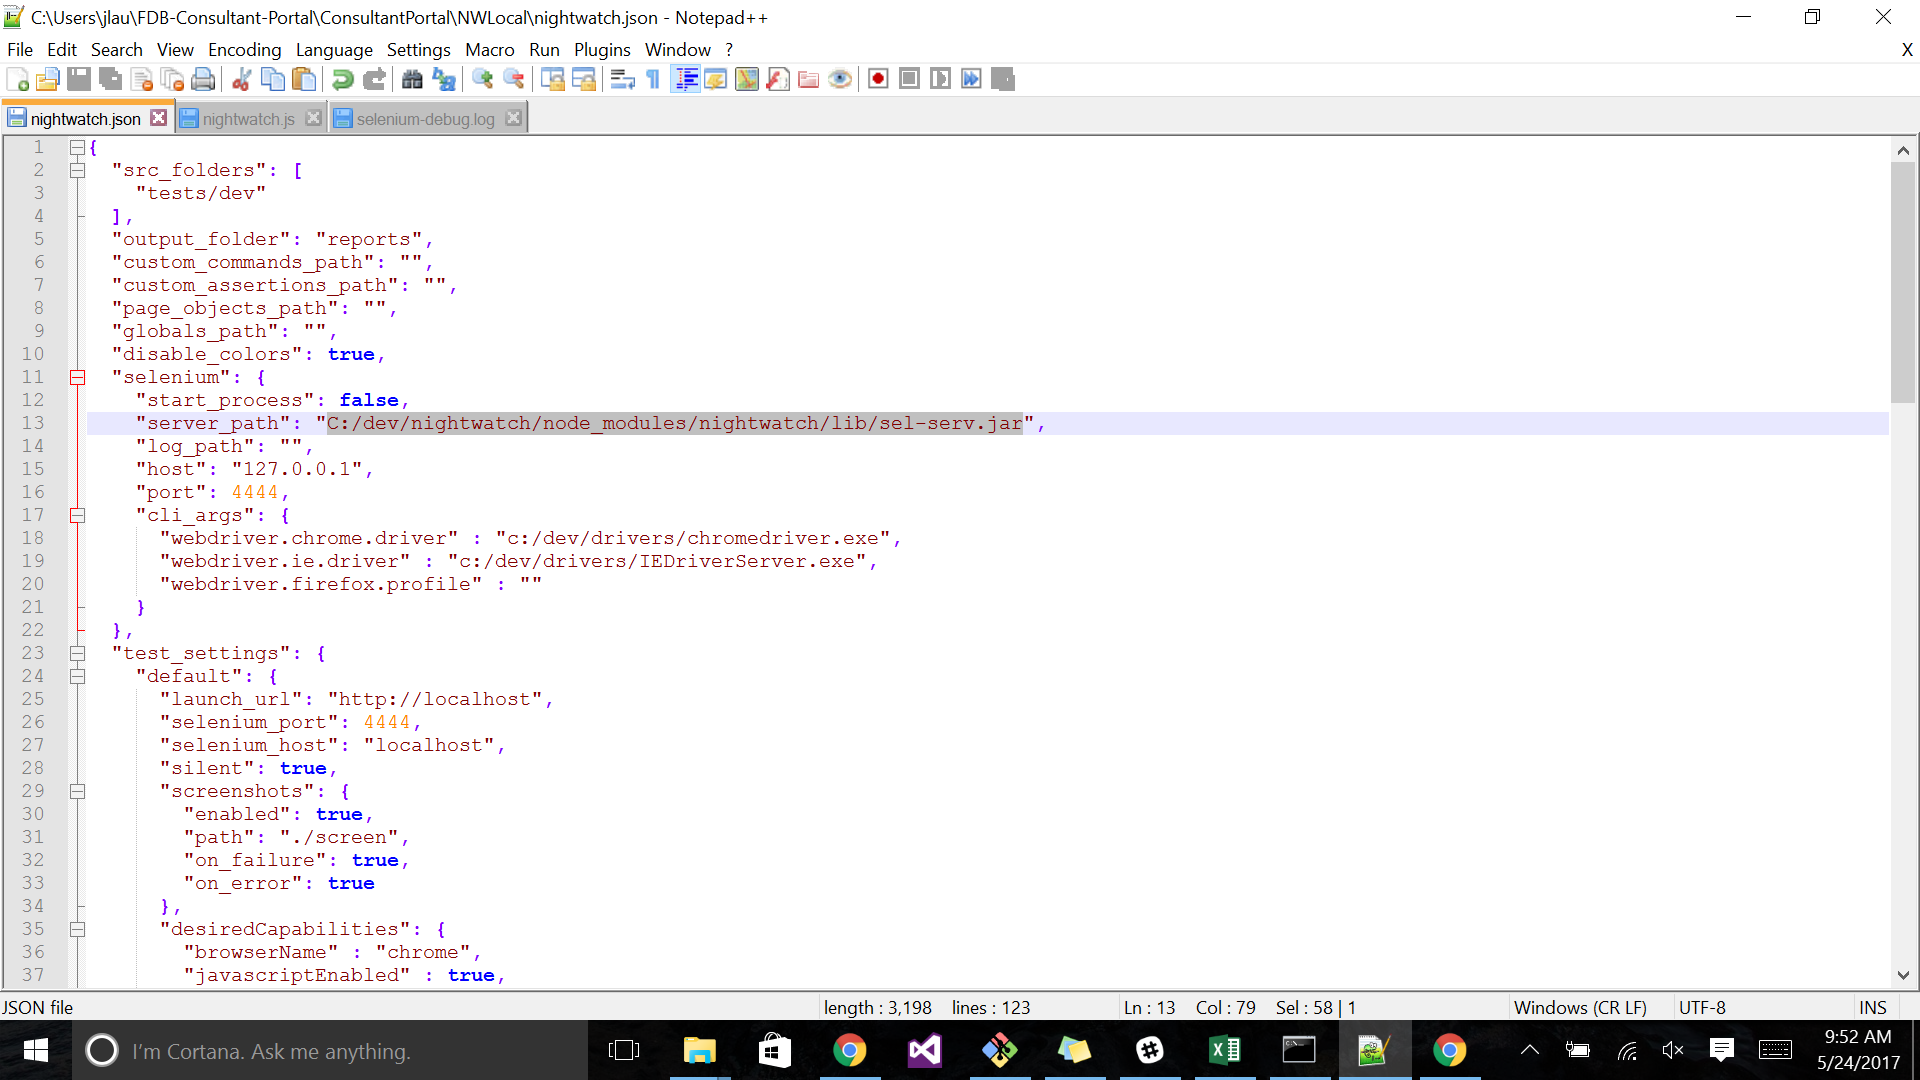 C:\Users\jlau\FDB-Consultant-Portal\ConsultantPortal\NWLocal\nightwatch.json - Notepad++
File Edit Search View Encoding Language Settings Macro Run Plugins Window ? X
nightwatch.json nightwatch.js selenium-debug.log
1 {
2 "src_folders": [
3 "tests/dev"
4 ],
5 "output_folder": "reports",
6 "custom_commands_path": "",
7 "custom_assertions_path": "",
8 "page_objects_path": "",
9 "globals_path": "",
10 "disable_colors": true,
11 "selenium": {
12 "start_process": false,
13 "server_path": "C:/dev/nightwatch/node_modules/nightwatch/lib/sel-serv.jar",
14 "log_path": "",
15 "host": "127.0.0.1",
16 "port": 4444,
17 "cli_args": {
18 "webdriver.chrome.driver" : "c:/dev/drivers/chromedriver.exe",
19 "webdriver.ie.driver" : "c:/dev/drivers/IEDriverServer.exe",
20 "webdriver.firefox.profile" : ""
21 }
22 },
23 "test_settings": {
24 "default": {
25 "launch_url": "http://localhost",
26 "selenium_port": 4444,
27 "selenium_host": "localhost",
28 "silent": true,
29 "screenshots": {
30 "enabled": true,
31 "path": "./screen",
32 "on_failure": true,
33 "on_error": true
34 },
35 "desiredCapabilities": {
36 "browserName" : "chrome",
37 "javascriptEnabled" : true,
JSON file length : 3,198 lines : 123 Ln : 13 Col : 79 Sel : 58 | 1 Windows (CR LF) UTF-8 INS
I'm Cortana. Ask me anything.
9:52 AM
5/24/2017